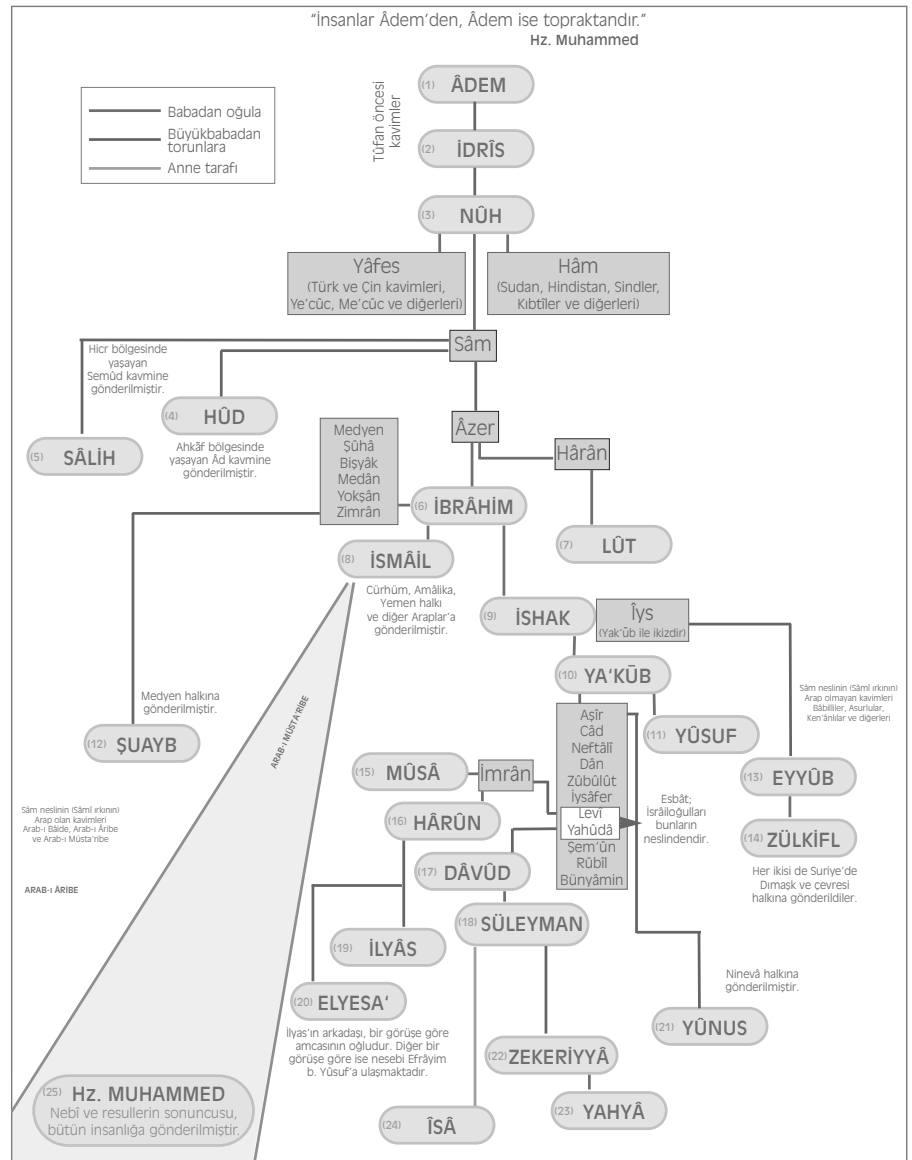 "İnsanlar Âdem'den, Âdem ise topraktandır."
Hz. Muhammed
Babadan oğula
Büyükbabadan
torunlara
Anne tarafı
Tûfan öncesi
kavimler
(1) ÂDEM
(2) İDRÎS
(3) NÛH
Yâfes
(Türk ve Çin kavimleri,
Ye'cûc, Me'cûc ve diğerleri)
Hâm
(Sudan, Hindistan, Sindler,
Kıbtîler ve diğerleri)
Sâm
Hicr bölgesinde
yaşayan
Semûd kavmine
gönderilmiştir.
(4) HÛD
Ahkāf bölgesinde
yaşayan Âd kavmine
gönderilmiştir.
(5) SÂLİH
Âzer
Hârân
Medyen
Şûhâ
Bişyâk
Medân
Yokşân
Zimrân
(6) İBRÂHİM
(7) LÛT
(8) İSMÂİL
Cürhüm, Amâlika,
Yemen halkı
ve diğer Araplar'a
gönderilmiştir.
(9) İSHAK
Îys
(Yak'ûb ile ikizdir)
(10) YA'KŪB
Sâm neslinin (Sâmî ırkının)
Arap olmayan kavimleri
Bâbilliler, Asurlular,
Ken'ânlılar ve diğerleri
Medyen halkına
gönderilmiştir.
(12) ŞUAYB
ARAB-I MÜSTA'RİBE
(11) YÛSUF
Aşîr
Câd
Neftâlî
Dân
Zûbûlût
İysâfer
Levî
Yahûdâ
Şem'ûn
Rûbîl
Bünyâmin
Esbât;
İsrâiloğulları
bunların
neslindendir.
(13) EYYÛB
(14) ZÜLKİFL
Her ikisi de Suriye'de
Dımaşk ve çevresi
halkına gönderildiler.
(15) MÛSÂ
İmrân
(16) HÂRÛN
Sâm neslinin (Sâmî ırkının)
Arap olan kavimleri
Arab-ı Bâide, Arab-ı Âribe
ve Arab-ı Müsta'ribe
ARAB-I ÂRİBE
(17) DÂVÛD
(18) SÜLEYMAN
(19) İLYÂS
(20) ELYESA'
İlyas'ın arkadaşı, bir görüşe göre
amcasının oğludur. Diğer bir
görüşe göre ise nesebi Efrâyim
b. Yûsuf'a ulaşmaktadır.
Ninevâ halkına
gönderilmiştir.
(21) YÛNUS
(22) ZEKERİYYÂ
(23) YAHYÂ
(24) ÎSÂ
(25) Hz. MUHAMMED
Nebî ve resullerin sonuncusu,
bütün insanlığa gönderilmiştir.